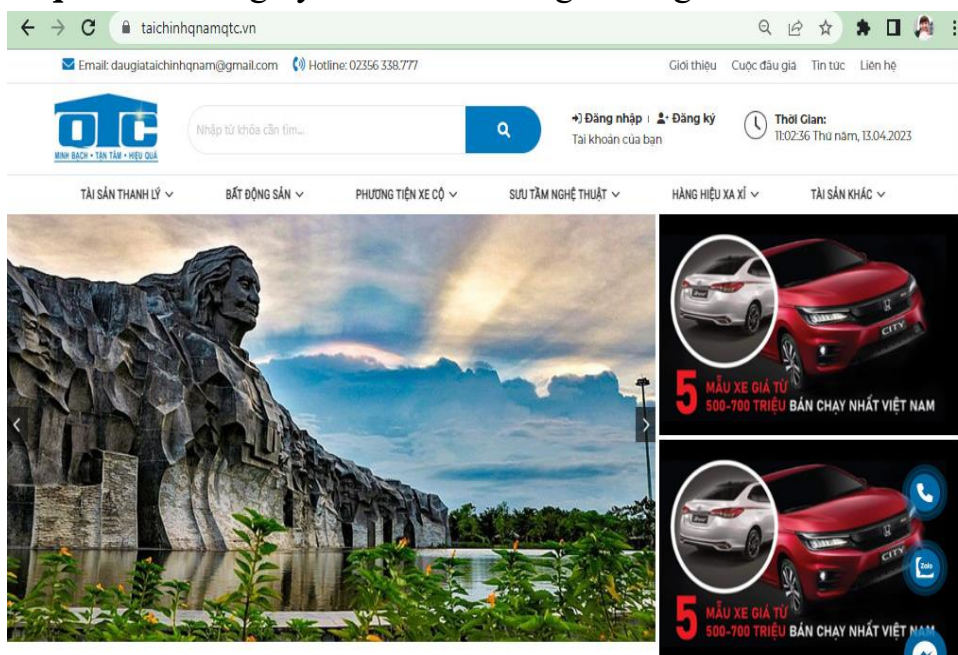 taichinhqnamqtc.vn
Email: daugiataichinhqnam@gmail.com Hotline: 02356 338.777 Giới thiệu Cuộc đấu giá Tin tức Liên hệ
QTC
MINH BẠCH • TẬN TÂM • HIỆU QUẢ
Nhập từ khóa cần tìm...
Đăng nhập | Đăng ký
Tài khoản của bạn
Thời Gian:
11:02:36 Thứ năm, 13.04.2023
TÀI SẢN THANH LÝ BẤT ĐỘNG SẢN PHƯƠNG TIỆN XE CỘ SƯU TẦM NGHỆ THUẬT HÀNG HIỆU XA XỈ TÀI SẢN KHÁC
CITY
5 MẪU XE GIÁ TỪ
500-700 TRIỆU BÁN CHẠY NHẤT VIỆT NAM
CITY
Zalo
5 MẪU XE GIÁ TỪ
500-700 TRIỆU BÁN CHẠY NHẤT VIỆT NAM